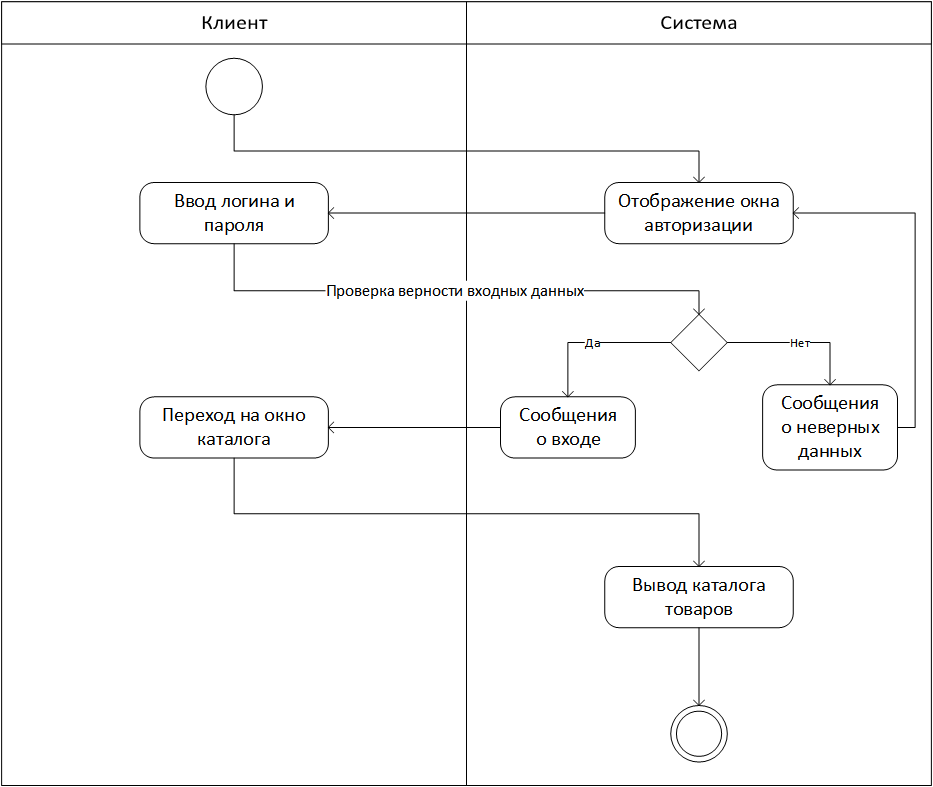 Клиент
Система
Ввод логина и
пароля
Отображение окна
авторизации
Проверка верности входных данных
Да
Нет
Переход на окно
каталога
Сообщения
о входе
Сообщения
о неверных
данных
Вывод каталога
товаров